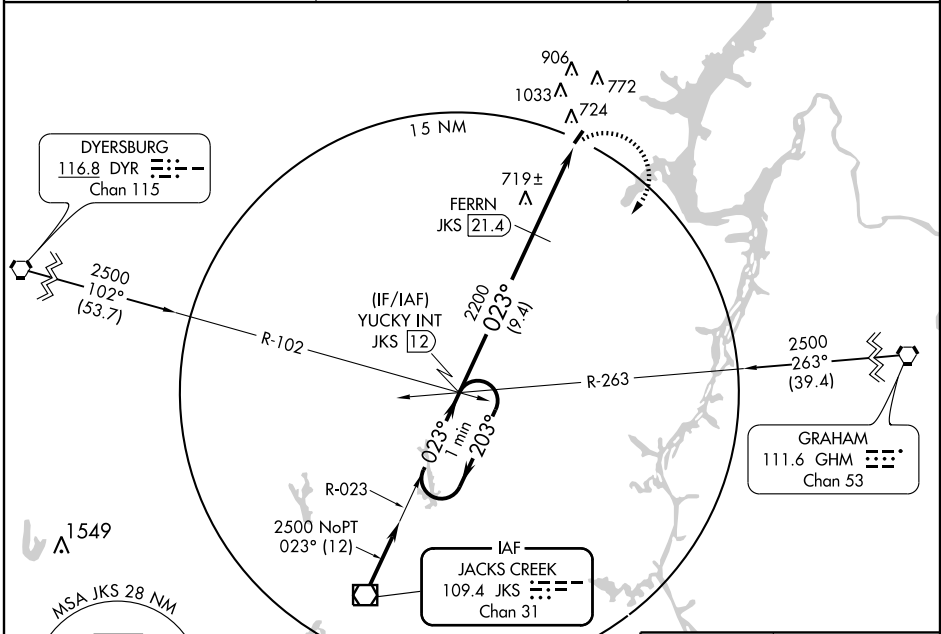 906
772
1033
724
15 NM
DYERSBURG
116.8 DYR
Chan 115
719±
FERRN
JKS 21.4
2500
102°
(53.7)
(IF/IAF)
YUCKY INT
JKS 12
2200
023°
(9.4)
R-102
2500
263°
(39.4)
R-263
023°
1 min
203°
GRAHAM
111.6 GHM
Chan 53
R-023
2500 NoPT
023° (12)
1549
IAF
JACKS CREEK
109.4 JKS
Chan 31
MSA JKS 28 NM